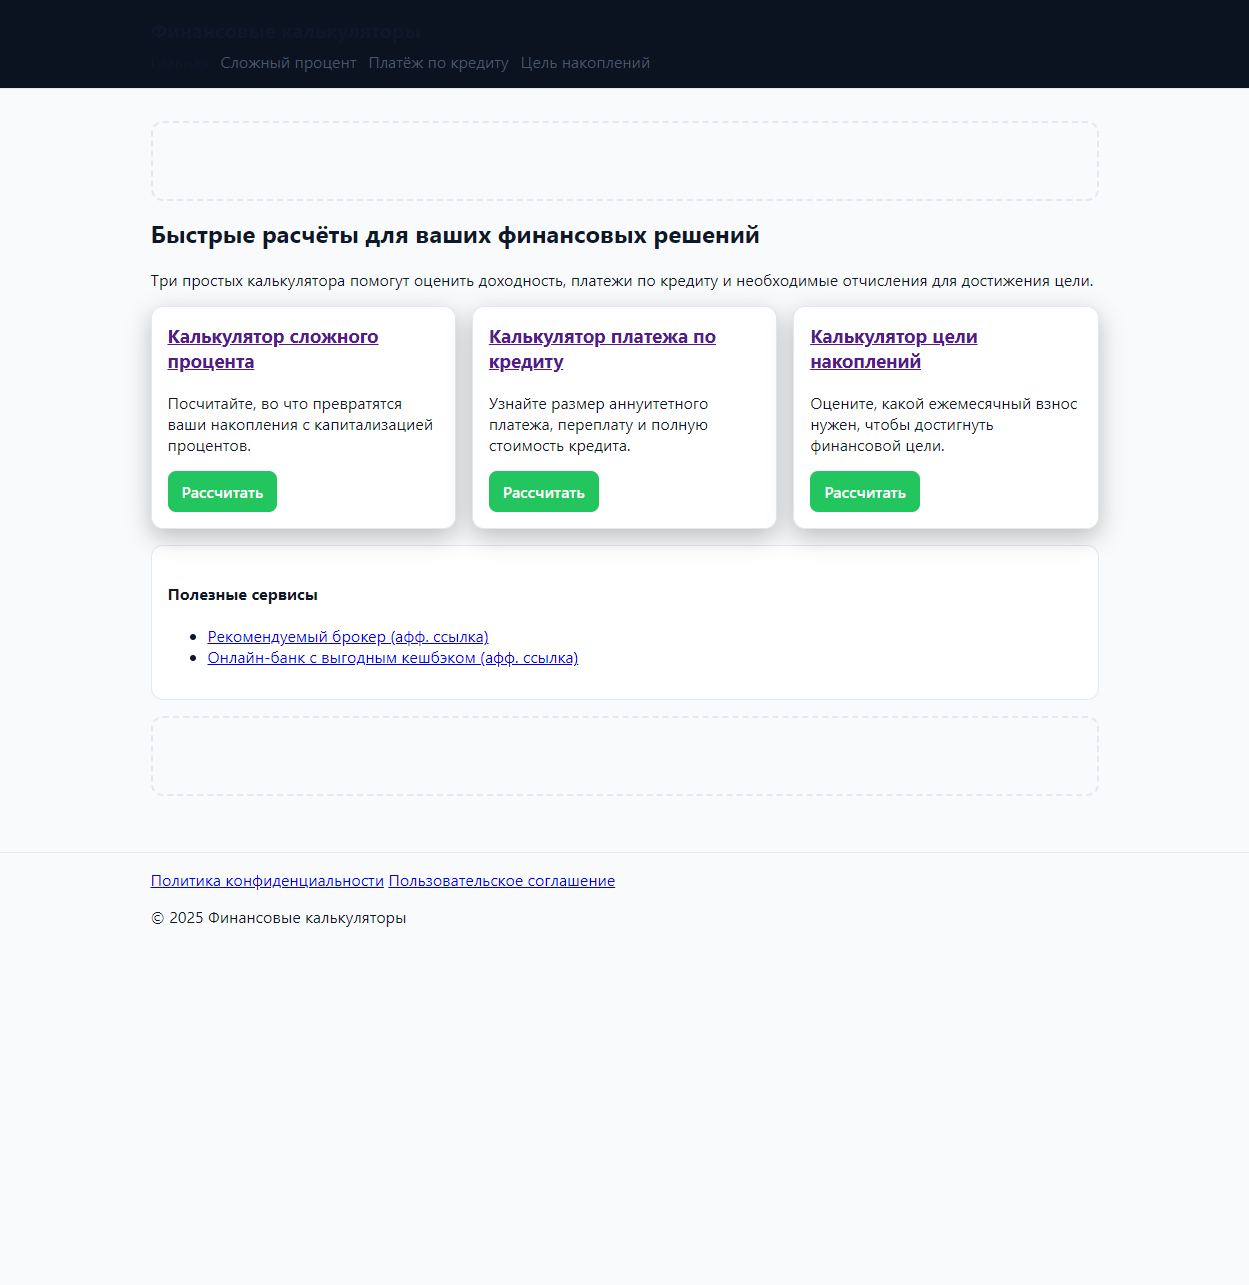 Финансовые калькуляторы
Сложный процент Платёж по кредиту Цель накоплений
Быстрые расчёты для ваших финансовых решений
Три простых калькулятора помогут оценить доходность, платежи по кредиту и необходимые отчисления для достижения цели.
Калькулятор сложного
процента
Посчитайте, во что превратятся
ваши накопления с капитализацией
процентов.
Рассчитать
Калькулятор платежа по
кредиту
Узнайте размер аннуитетного
платежа, переплату и полную
стоимость кредита.
Рассчитать
Калькулятор цели
накоплений
Оцените, какой ежемесячный взнос
нужен, чтобы достигнуть
финансовой цели.
Рассчитать
Полезные сервисы
Рекомендуемый брокер (афф. ссылка)
Онлайн-банк с выгодным кешбэком (афф. ссылка)
Политика конфиденциальности Пользовательское соглашение
© 2025 Финансовые калькуляторы